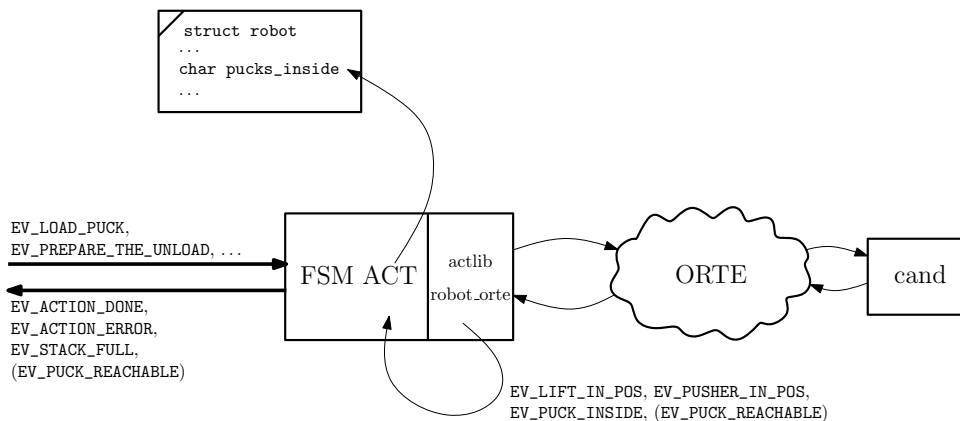 struct robot
...
char pucks_inside
...
EV_LOAD_PUCK,
EV_PREPARE_THE_UNLOAD, ...
EV_ACTION_DONE,
EV_ACTION_ERROR,
EV_STACK_FULL,
(EV_PUCK_REACHABLE)
FSM ACT
actlib
robot_orte
ORTE
cand
EV_LIFT_IN_POS, EV_PUSHER_IN_POS,
EV_PUCK_INSIDE, (EV_PUCK_REACHABLE)